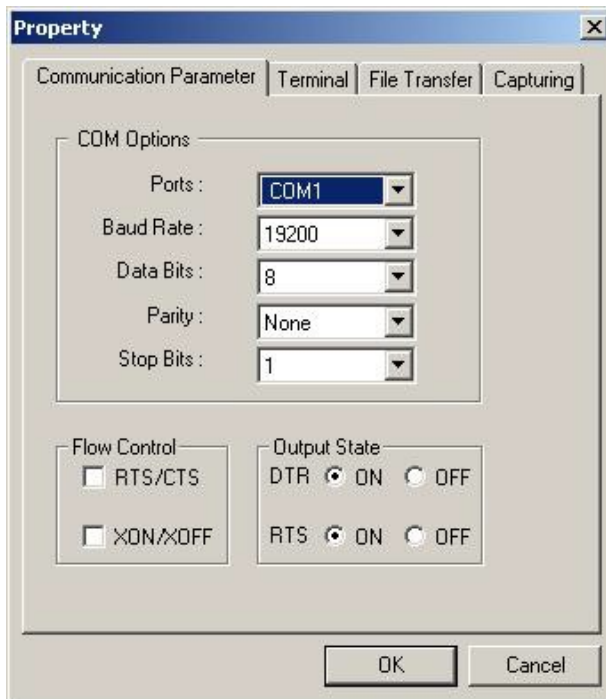 Property
Communication Parameter Terminal File Transfer Capturing
COM Options
Ports : COM1
Baud Rate : 19200
Data Bits : 8
Parity : None
Stop Bits : 1
Flow Control
RTS/CTS
XON/XOFF
Output State
DTR ON OFF
RTS ON OFF
OK Cancel